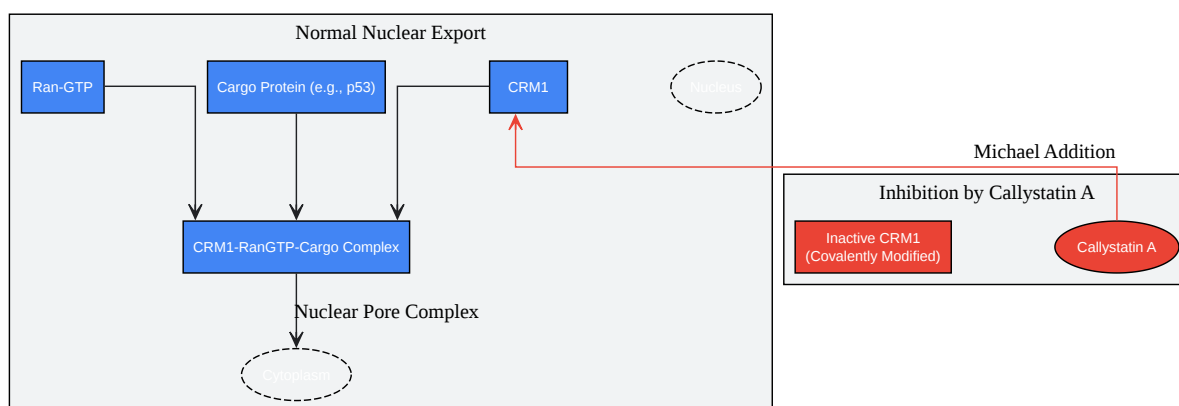 Normal Nuclear Export
Ran-GTP
Cargo Protein (e.g., p53)
CRM1
Nucleus
Michael Addition
Inhibition by Callystatin A
CRM1-RanGTP-Cargo Complex
Inactive CRM1
(Covalently Modified)
Callystatin A
Nuclear Pore Complex
Cytoplasm